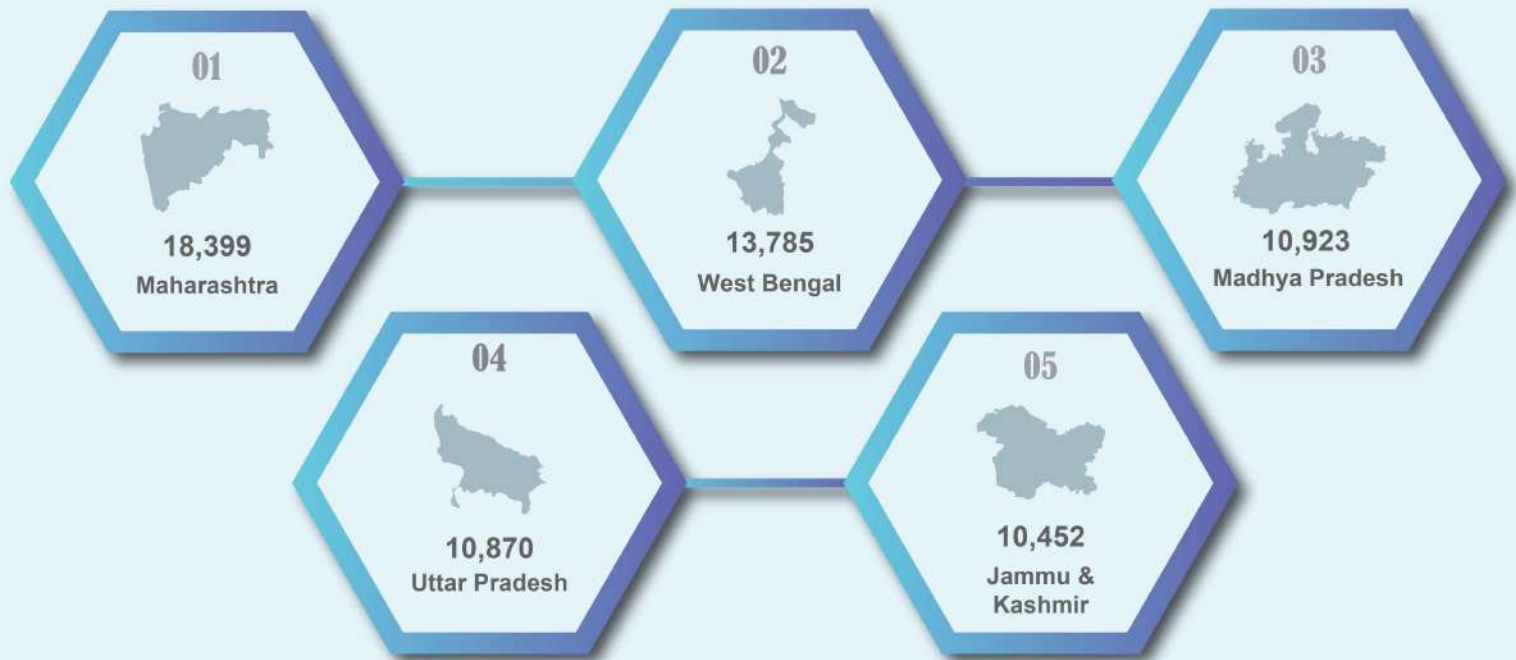 01
18,399
Maharashtra
02
13,785
West Bengal
03
10,923
Madhya Pradesh
04
10,870
Uttar Pradesh
05
10,452
Jammu &
Kashmir